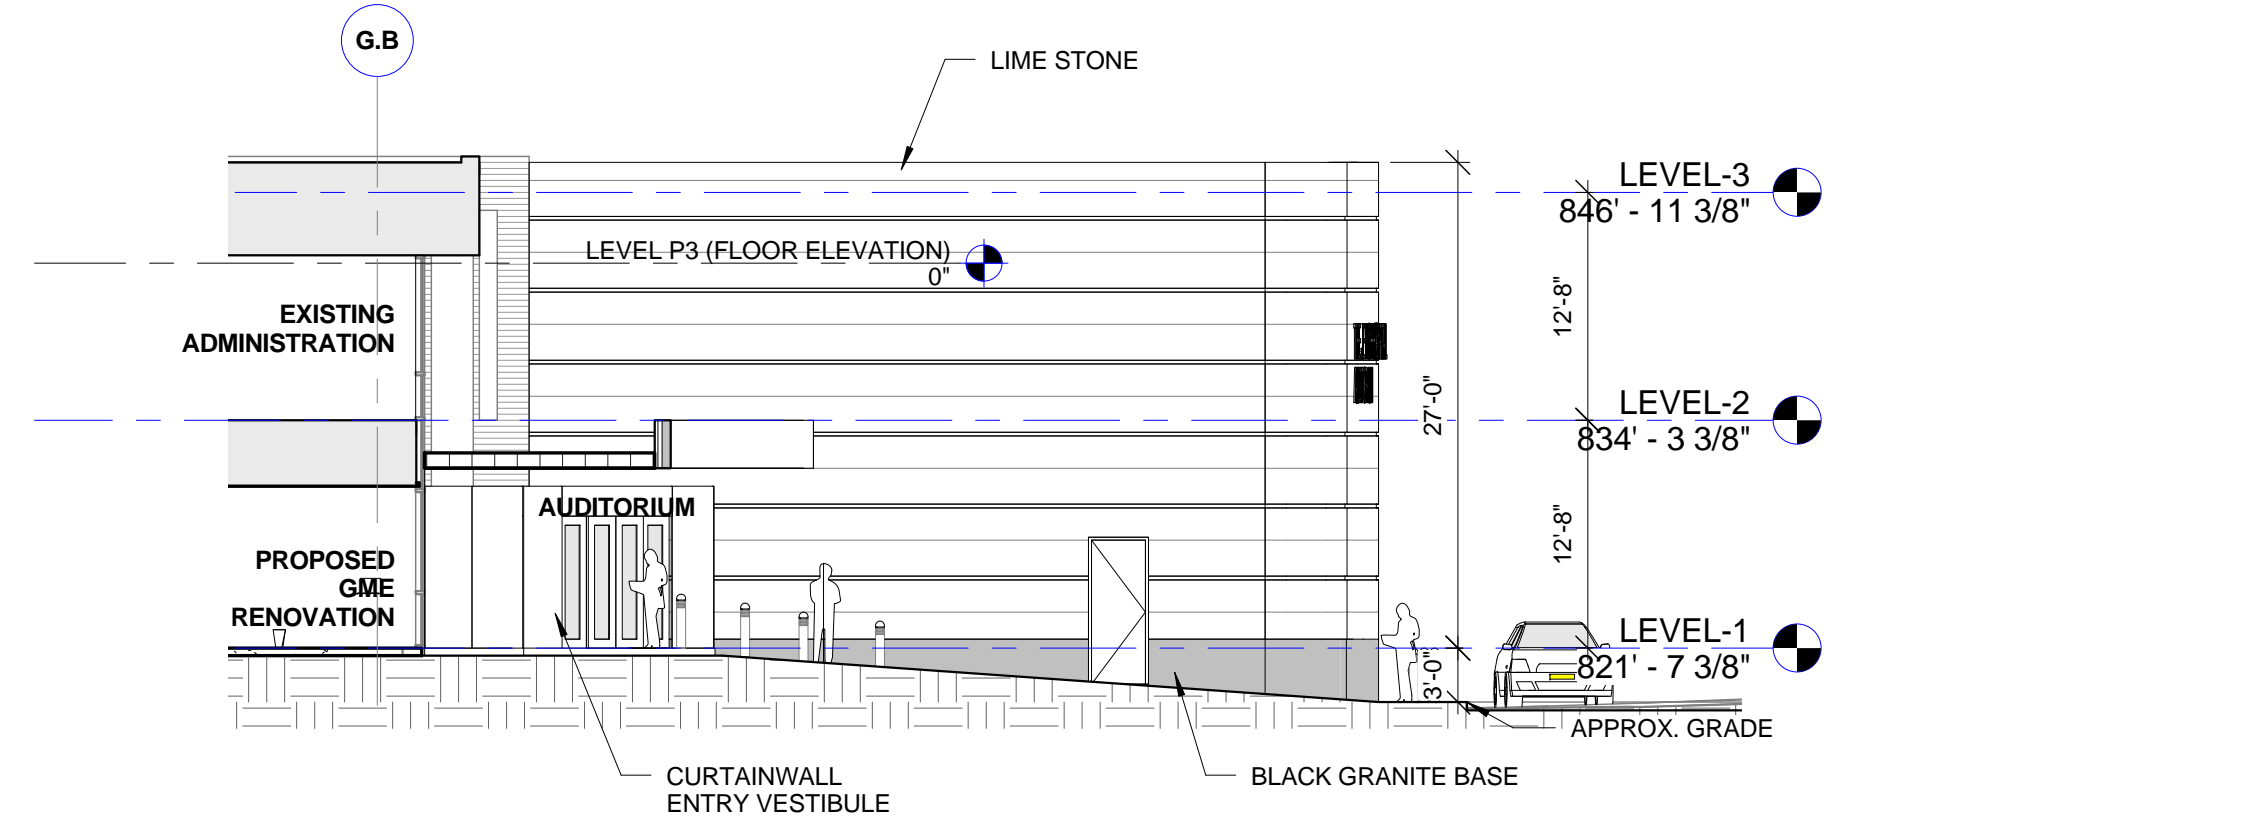 G.B
LIME STONE
LEVEL-3
846' - 11 3/8"
LEVEL P3 (FLOOR ELEVATION)
0"
EXISTING
ADMINISTRATION
12'-8"
27'-0"
LEVEL-2
834' - 3 3/8"
AUDITORIUM
12'-8"
PROPOSED
GME
RENOVATION
LEVEL-1
821' - 7 3/8"
3'-0"
APPROX. GRADE
CURTAINWALL
ENTRY VESTIBULE
BLACK GRANITE BASE